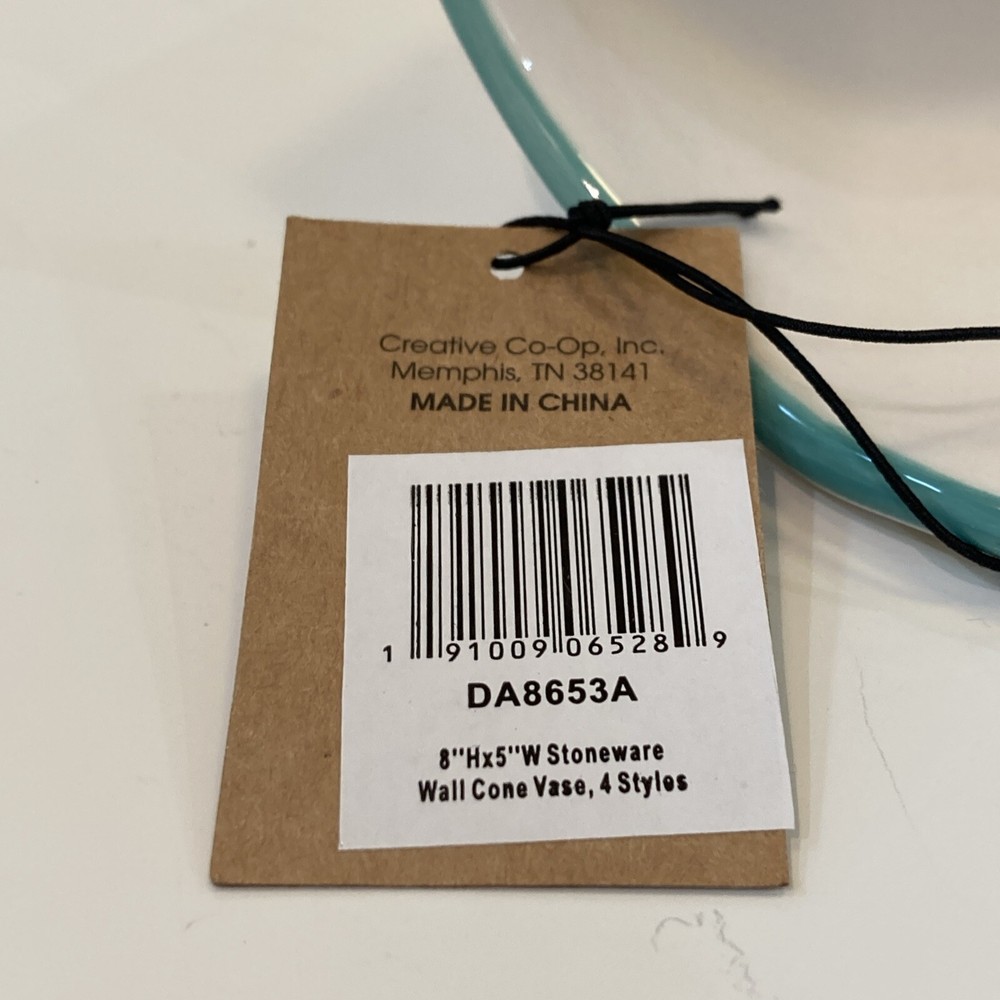 Creative Co-Op, Inc.
Memphis, TN 38141
MADE IN CHINA
1 91009 06528 9
DA8653A
8''Hx5''W Stoneware
Wall Cone Vase, 4 Styles